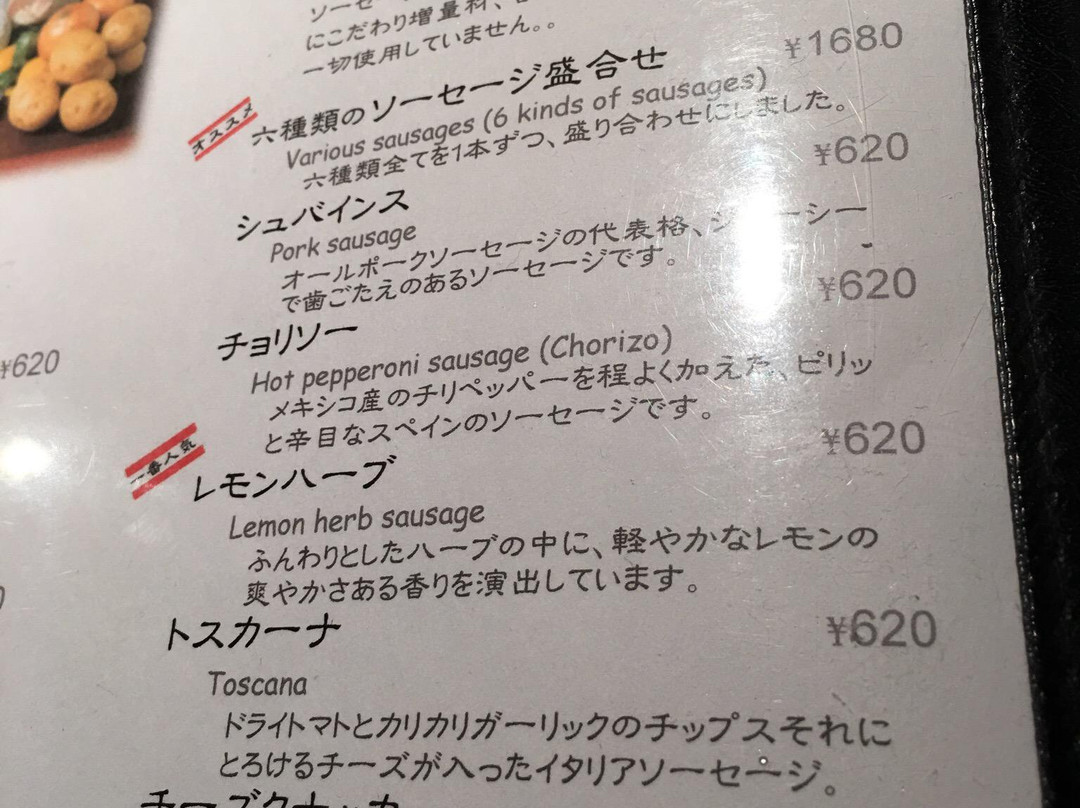 ソーセー
にこだわり増量材、
一切使用していません。。
オススメ
六種類のソーセージ盛合せ ¥1680
Various sausages (6 kinds of sausages)
六種類全てを1本ずつ、盛り合わせにしました。
シュバインス ¥620
Pork sausage
オールポークソーセージの代表格、ジューシー
で歯ごたえのあるソーセージです。
チョリソー ¥620
Hot pepperoni sausage (Chorizo)
メキシコ産のチリペッパーを程よく加えた、ピリッ
と辛目なスペインのソーセージです。
一番人気
レモンハーブ ¥620
Lemon herb sausage
ふんわりとしたハーブの中に、軽やかなレモンの
爽やかさある香りを演出しています。
トスカーナ ¥620
Toscana
ドライトマトとカリカリガーリックのチップスそれに
とろけるチーズが入ったイタリアソーセージ。
¥620